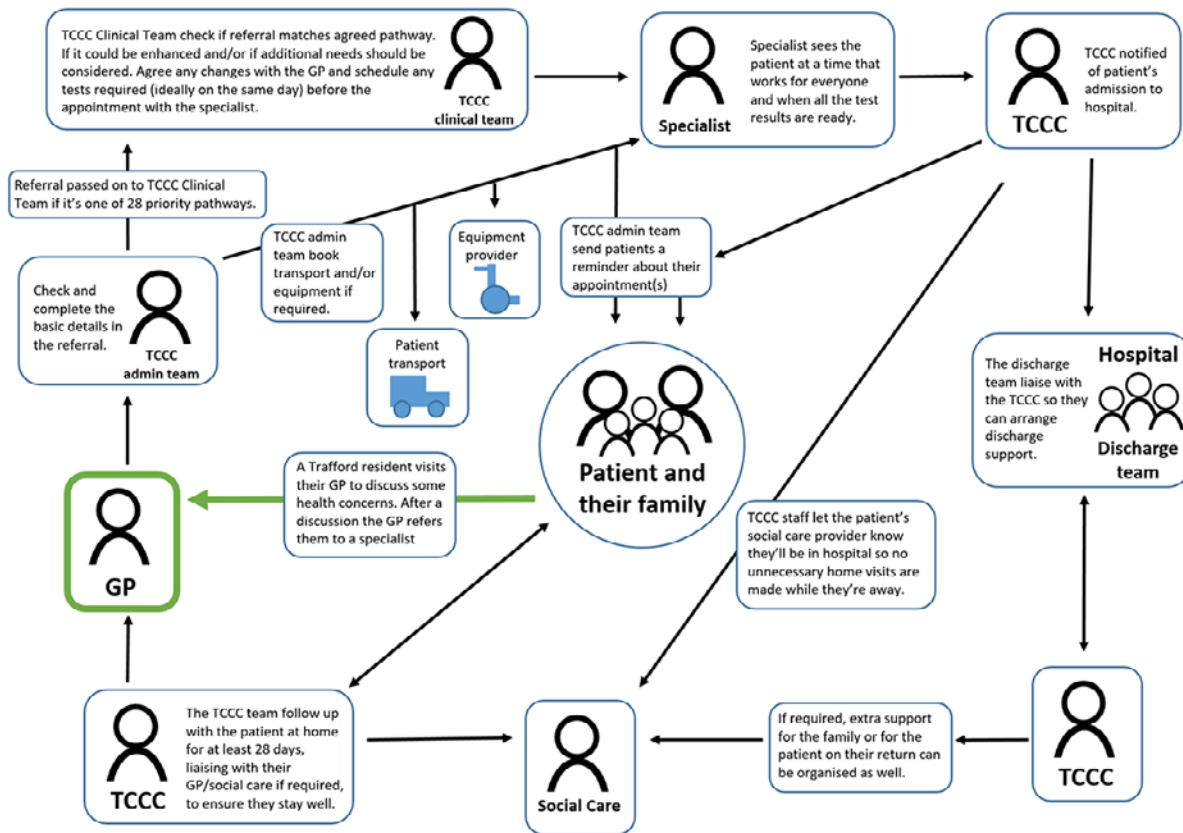 TCCC Clinical Team check if referral matches agreed pathway.
If it could be enhanced and/or if additional needs should be
considered. Agree any changes with the GP and schedule any
tests required (ideally on the same day) before the
appointment with the specialist.
TCCC
clinical team
Specialist sees the
patient at a time that
works for everyone
and when all the test
results are ready.
Specialist
TCCC notified
of patient's
admission to
hospital.
TCCC
Referral passed on to TCCC Clinical
Team if it's one of 28 priority pathways.
TCCC admin
team book
transport and/or
equipment if
required.
Equipment
provider
TCCC admin team
send patients a
reminder about their
appointment(s)
Check and
complete the
basic details in
the referral.
TCCC
admin team
Patient
transport
The discharge
team liaise with
the TCCC so they
can arrange
discharge
support.
Hospital
Discharge
team
Patient and
their family
A Trafford resident visits
their GP to discuss some
health concerns. After a
discussion the GP refers
them to a specialist
GP
TCCC staff let the patient's
social care provider know
they'll be in hospital so no
unnecessary home visits are
made while they're away.
The TCCC team follow up
with the patient at home
for at least 28 days,
liaising with their
GP/social care if required,
to ensure they stay well.
TCCC
Social Care
If required, extra support
for the family or for the
patient on their return can
be organised as well.
TCCC